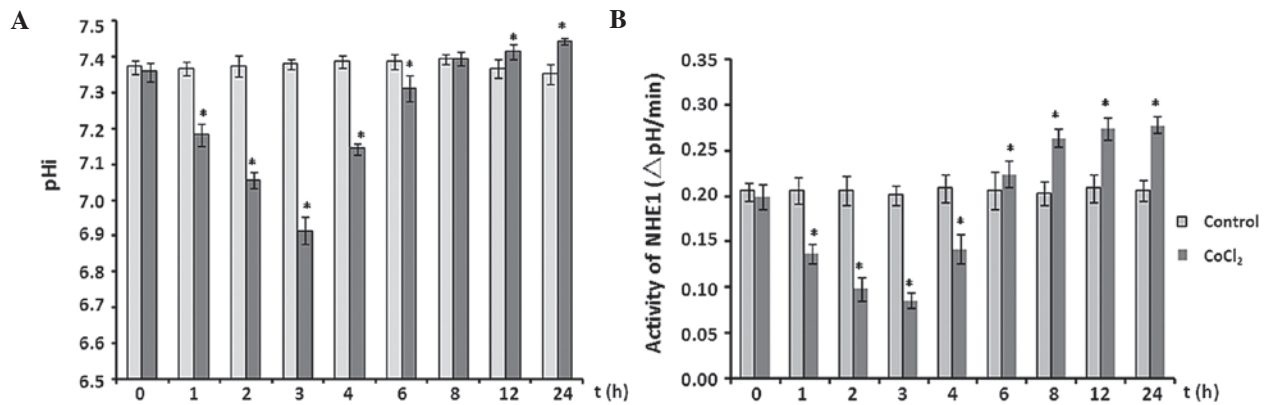 A
7.5
7.4
7.3
7.2
7.1
7.0
6.9
6.8
6.7
6.6
6.5
pHi
* * * * * * *
0 1 2 3 4 6 8 12 24 t (h)
B
0.35
0.30
0.25
0.20
0.15
0.10
0.05
0.00
Activity of NHE1 (△pH/min)
* * * * * * * *
0 1 2 3 4 6 8 12 24 t (h)
Control
CoCl₂